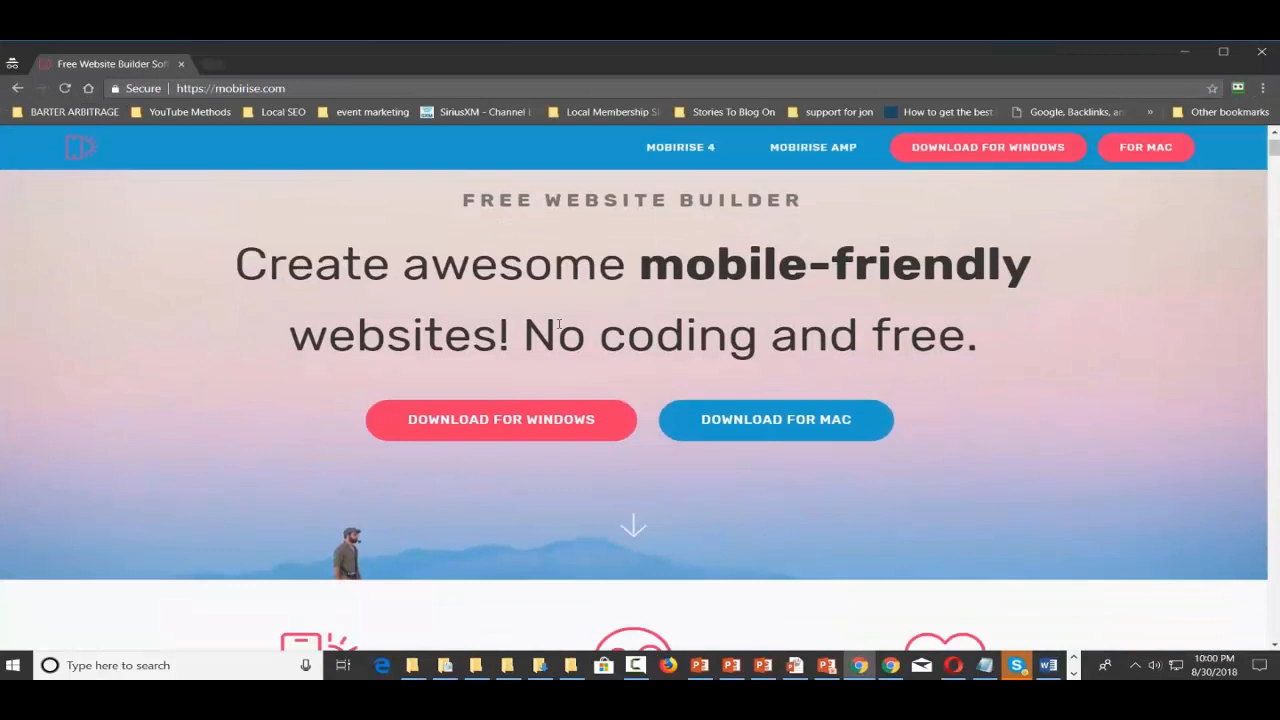 Free Website Builder Sof
Secure https://mobirise.com
BARTER ARBITRAGE YouTube Methods Local SEO event marketing SiriusXM - Channel Local Membership Si Stories To Blog On support for jon How to get the best Google, Backlinks, an » Other bookmarks
MOBIRISE 4 MOBIRISE AMP DOWNLOAD FOR WINDOWS FOR MAC
FREE WEBSITE BUILDER
Create awesome mobile-friendly
websites! No coding and free.
DOWNLOAD FOR WINDOWS DOWNLOAD FOR MAC
Type here to search
10:00 PM
8/30/2018